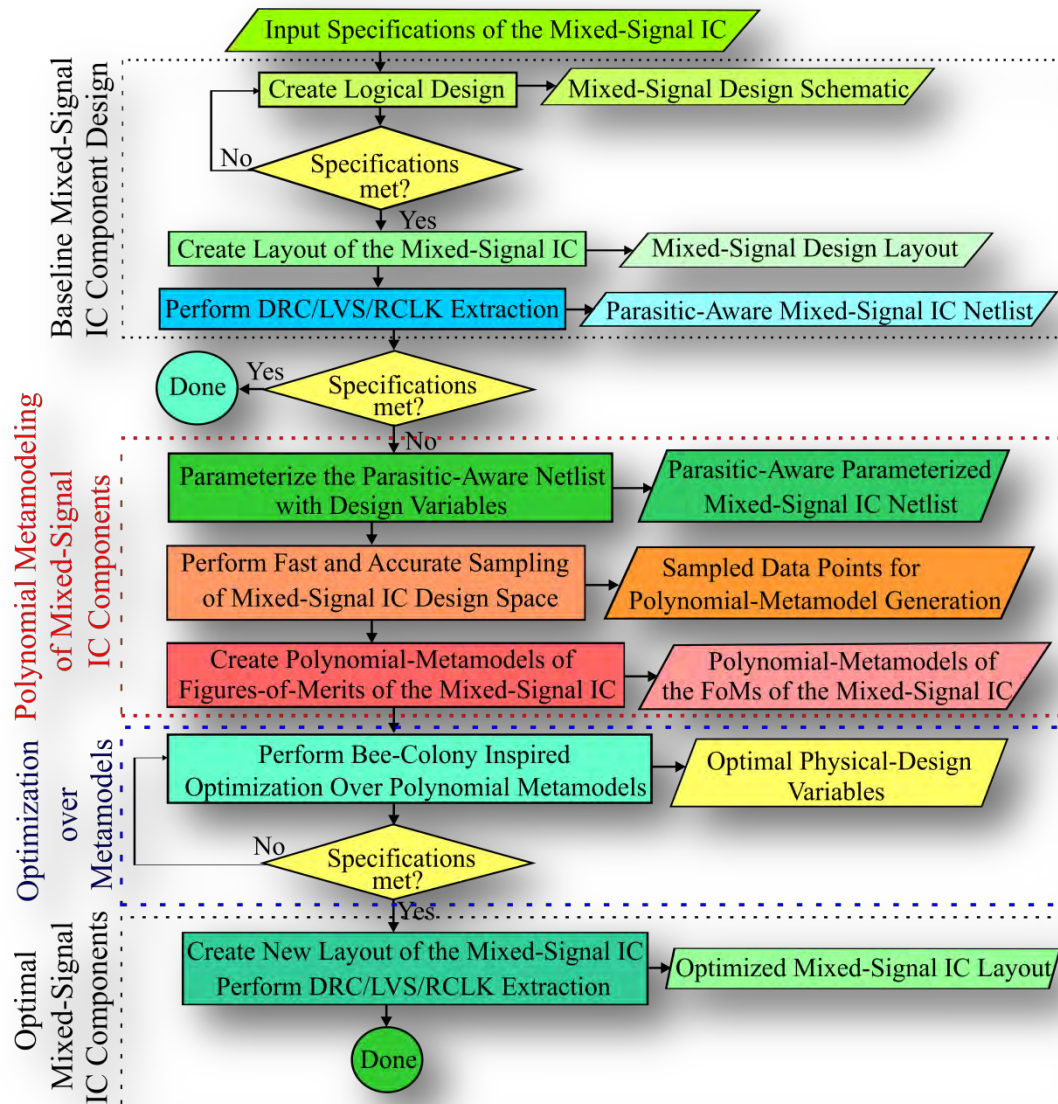 Input Specifications of the Mixed-Signal IC
Baseline Mixed-Signal
IC Component Design
Create Logical Design
Mixed-Signal Design Schematic
No
Specifications
met?
Yes
Create Layout of the Mixed-Signal IC
Mixed-Signal Design Layout
Perform DRC/LVS/RCLK Extraction
Parasitic-Aware Mixed-Signal IC Netlist
Done
Yes
Specifications
met?
No
Polynomial Metamodeling
of Mixed-Signal
IC Components
Parameterize the Parasitic-Aware Netlist
with Design Variables
Parasitic-Aware Parameterized
Mixed-Signal IC Netlist
Perform Fast and Accurate Sampling
of Mixed-Signal IC Design Space
Sampled Data Points for
Polynomial-Metamodel Generation
Create Polynomial-Metamodels of
Figures-of-Merits of the Mixed-Signal IC
Polynomial-Metamodels of
the FoMs of the Mixed-Signal IC
Optimization
over
Metamodels
Perform Bee-Colony Inspired
Optimization Over Polynomial Metamodels
Optimal Physical-Design
Variables
No
Specifications
met?
Yes
Optimal
Mixed-Signal
IC Components
Create New Layout of the Mixed-Signal IC
Perform DRC/LVS/RCLK Extraction
Optimized Mixed-Signal IC Layout
Done